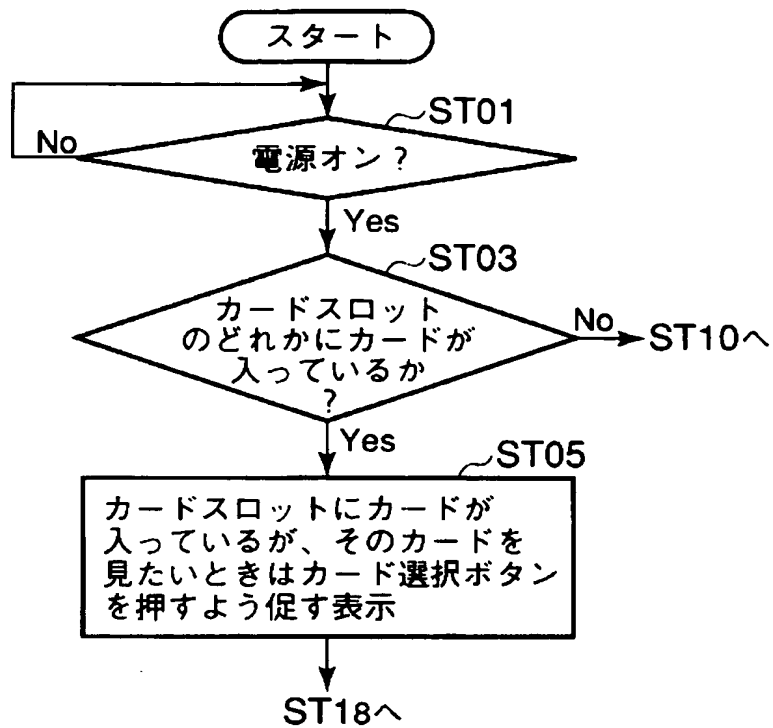 スタート
ST01
No
電源オン?
Yes
ST03
カードスロット
のどれかにカードが
入っているか
?
No
ST10へ
Yes
ST05
カードスロットにカードが
入っているが、そのカードを
見たいときはカード選択ボタン
を押すよう促す表示
ST18へ